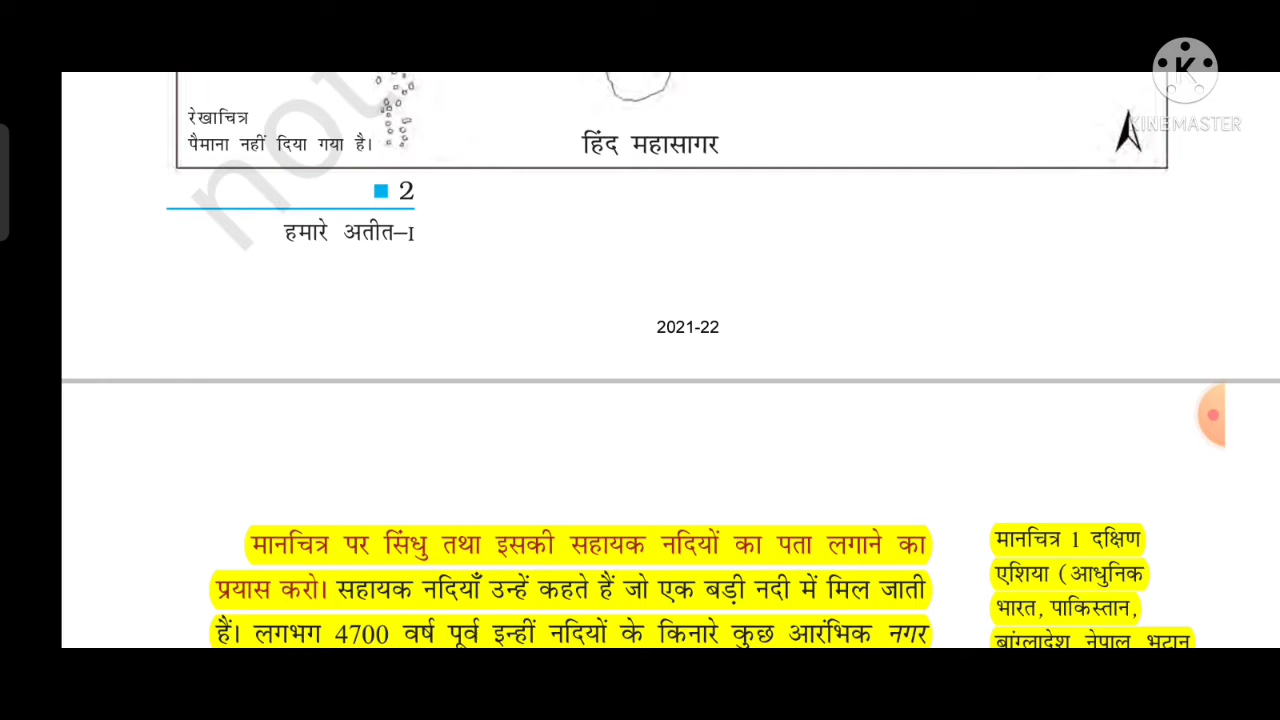 K
KINEMASTER
not
रेखाचित्र
पैमाना नहीं दिया गया है।
हिंद महासागर
2
हमारे अतीत–I
2021-22
मानचित्र पर सिंधु तथा इसकी सहायक नदियों का पता लगाने का
प्रयास करो। सहायक नदियाँ उन्हें कहते हैं जो एक बड़ी नदी में मिल जाती
हैं। लगभग 4700 वर्ष पूर्व इन्हीं नदियों के किनारे कुछ आरंभिक नगर
मानचित्र 1 दक्षिण
एशिया (आधुनिक
भारत, पाकिस्तान,
बांग्लादेश नेपाल भूटान